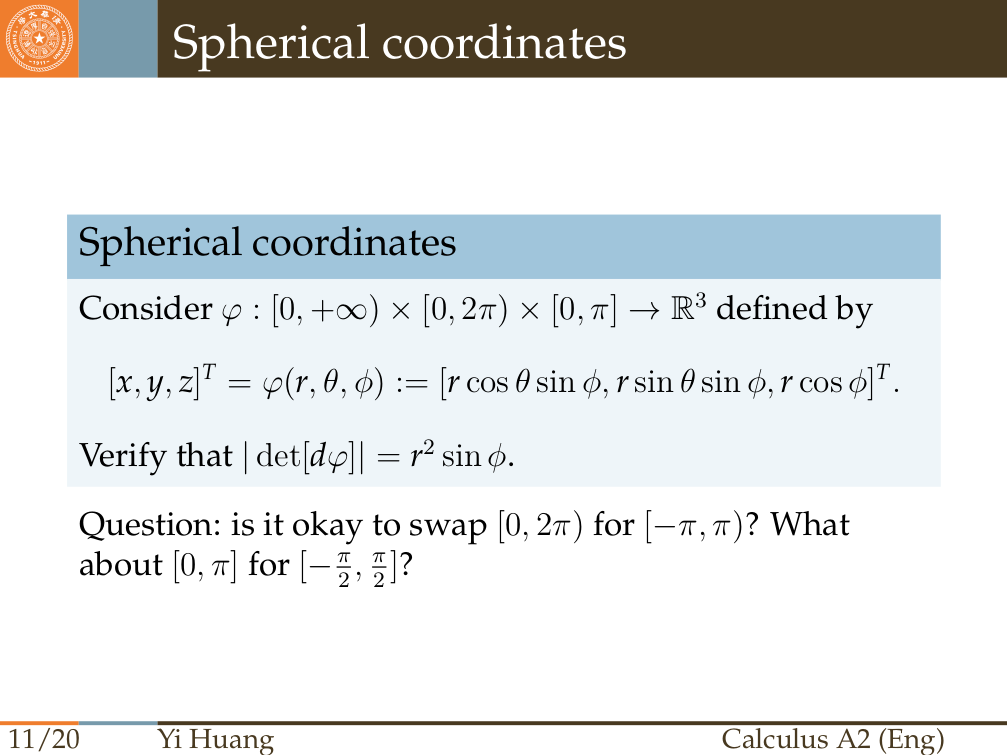 Spherical coordinates
Spherical coordinates
Consider φ : [0, +∞) × [0, 2π) × [0, π] → ℝ³ defined by
[x, y, z]ᵀ = φ(r, θ, ϕ) := [r cos θ sin ϕ, r sin θ sin ϕ, r cos ϕ]ᵀ.
Verify that | det[dφ]| = r² sin ϕ.
Question: is it okay to swap [0, 2π) for [−π, π)? What
about [0, π] for [−π/2, π/2]?
11/20 Yi Huang Calculus A2 (Eng)